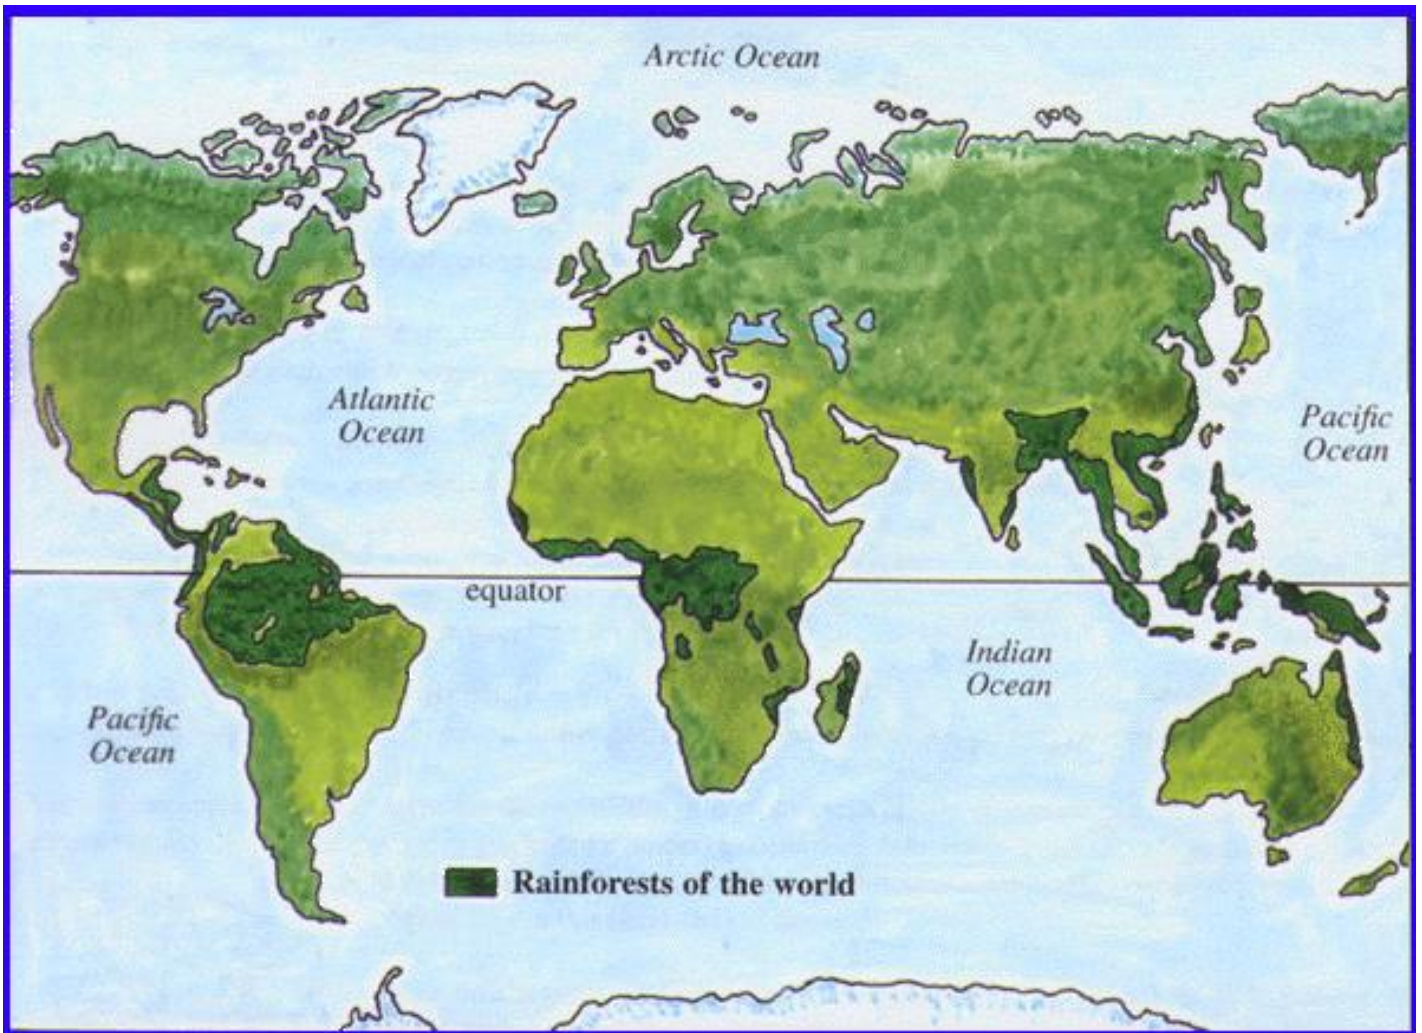 Arctic Ocean
Atlantic
Ocean
Pacific
Ocean
equator
Indian
Ocean
Pacific
Ocean
Rainforests of the world